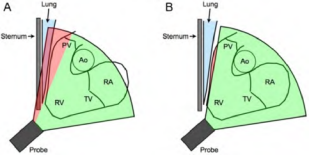 A
Lung
Sternum
PV
Ao
RA
RV
TV
Probe
B
Lung
Sternum
PV
Ao
RA
RV
TV
Probe